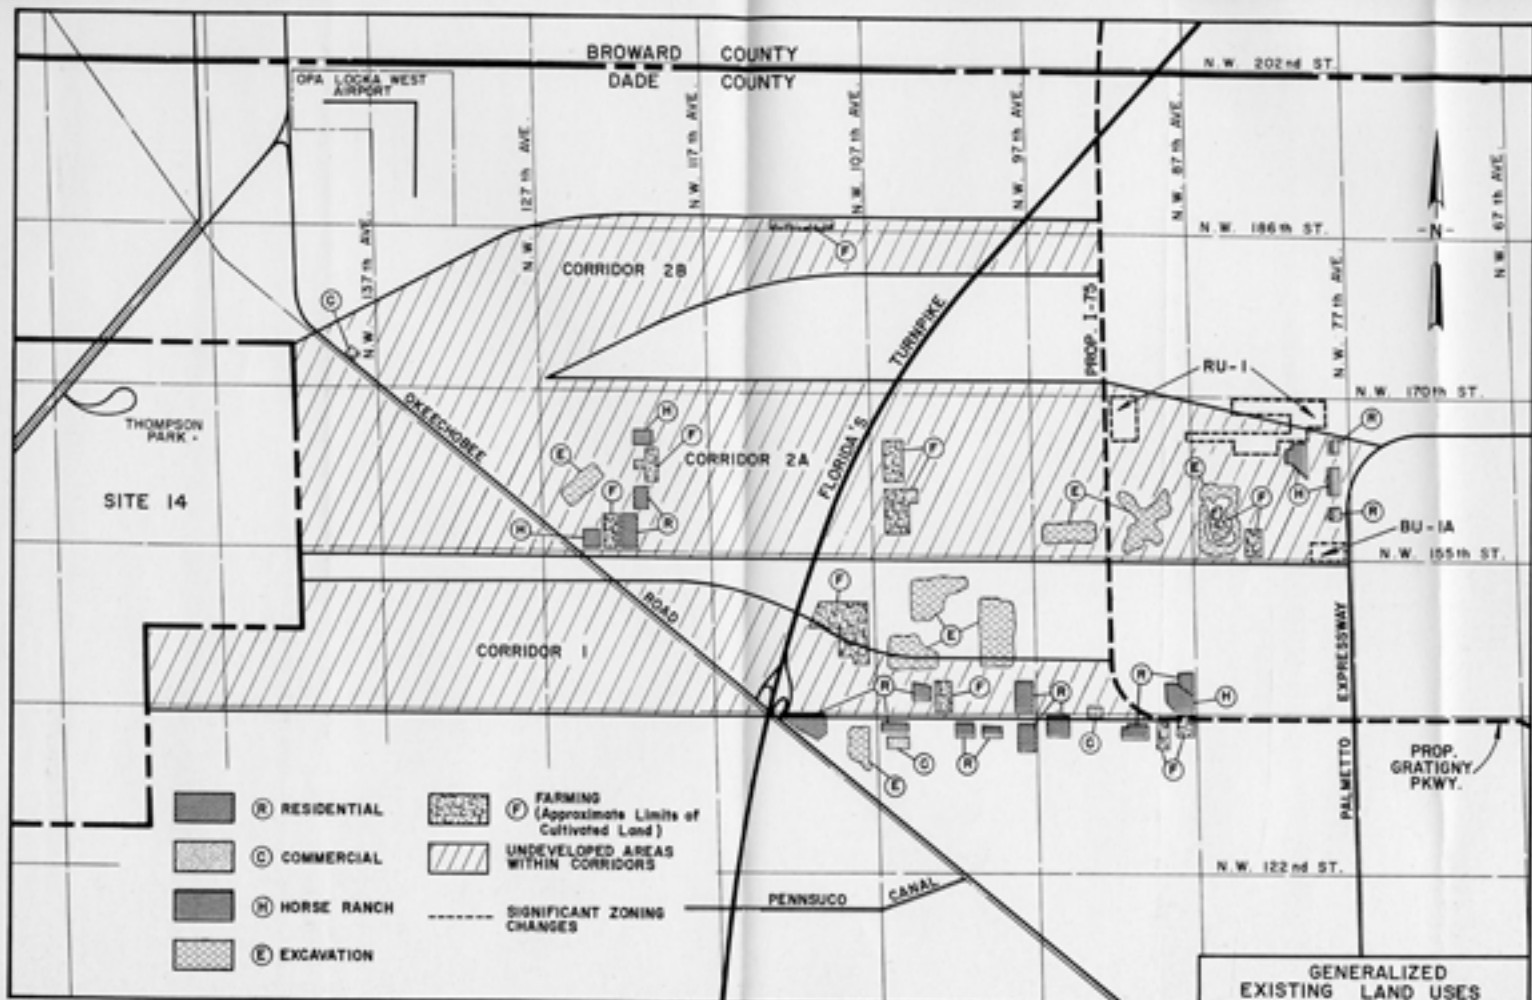 BROWARD COUNTY
DADE COUNTY
N.W. 202nd ST.
OPA LOCKA WEST
AIRPORT
N.W. 137th AVE.
N.W. 127th AVE.
N.W. 117th AVE.
N.W. 107th AVE.
N.W. 97th AVE.
N.W. 87th AVE.
N.W. 77th AVE.
N.W. 67th AVE.
-N-
N.W. 186th ST.
F
CORRIDOR 2B
C
PROP. I-75
FLORIDA'S TURNPIKE
RU-1
N.W. 170th ST.
THOMPSON
PARK
OKEECHOBEE ROAD
H
F
R
E
CORRIDOR 2A
F
E
E
F
H
SITE 14
F
R
H
R
BU-1A
N.W. 155th ST.
F
E
CORRIDOR 1
PALMETTO EXPRESSWAY
R
F
R
R
H
C
R
E
C
F
PROP.
GRATIGNY
PKWY.
R RESIDENTIAL
C COMMERCIAL
H HORSE RANCH
E EXCAVATION
F FARMING
(Approximate Limits of
Cultivated Land)
UNDEVELOPED AREAS
WITHIN CORRIDORS
SIGNIFICANT ZONING
CHANGES
PENNSUCO CANAL
N.W. 122nd ST.
GENERALIZED
EXISTING LAND USES